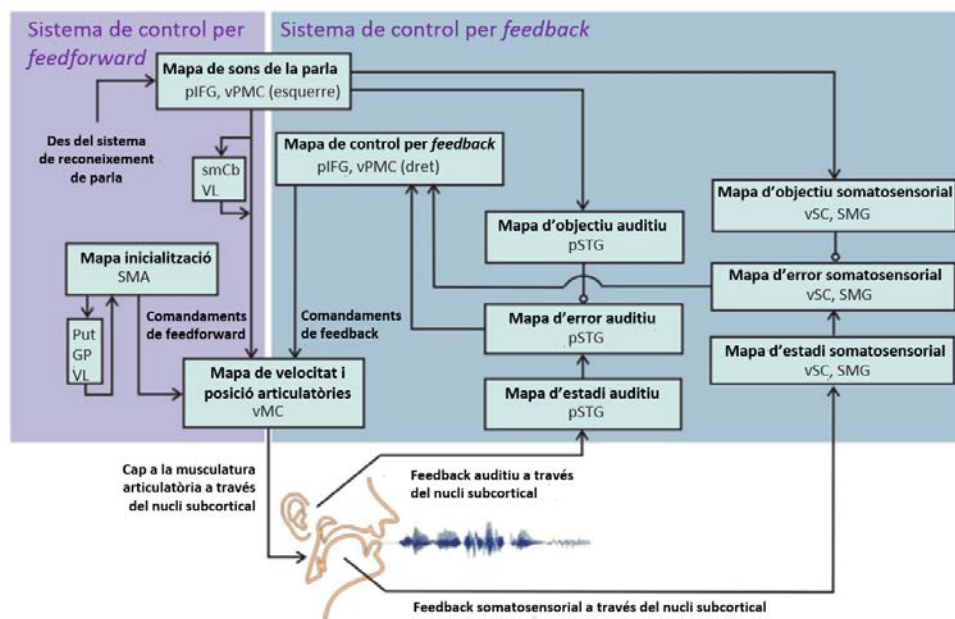 Sistema de control per
feedforward
Sistema de control per feedback
Mapa de sons de la parla
pIFG, vPMC (esquerre)
Des del sistema
de reconeixement
de parla
smCb
VL
Mapa de control per feedback
pIFG, vPMC (dret)
Mapa d'objectiu somatosensorial
vSC, SMG
Mapa d'objectiu auditiu
pSTG
Mapa inicialització
SMA
Mapa d'error somatosensorial
vSC, SMG
Comandaments
de feedforward
Comandaments
de feedback
Mapa d'error auditiu
pSTG
Put
GP
VL
Mapa d'estadi somatosensorial
vSC, SMG
Mapa de velocitat i
posició articulatòries
vMC
Mapa d'estadi auditiu
pSTG
Cap a la musculatura
articulatòria a través
del nucli subcortical
Feedback auditiu a través
del nucli subcortical
Feedback somatosensorial a través del nucli subcortical